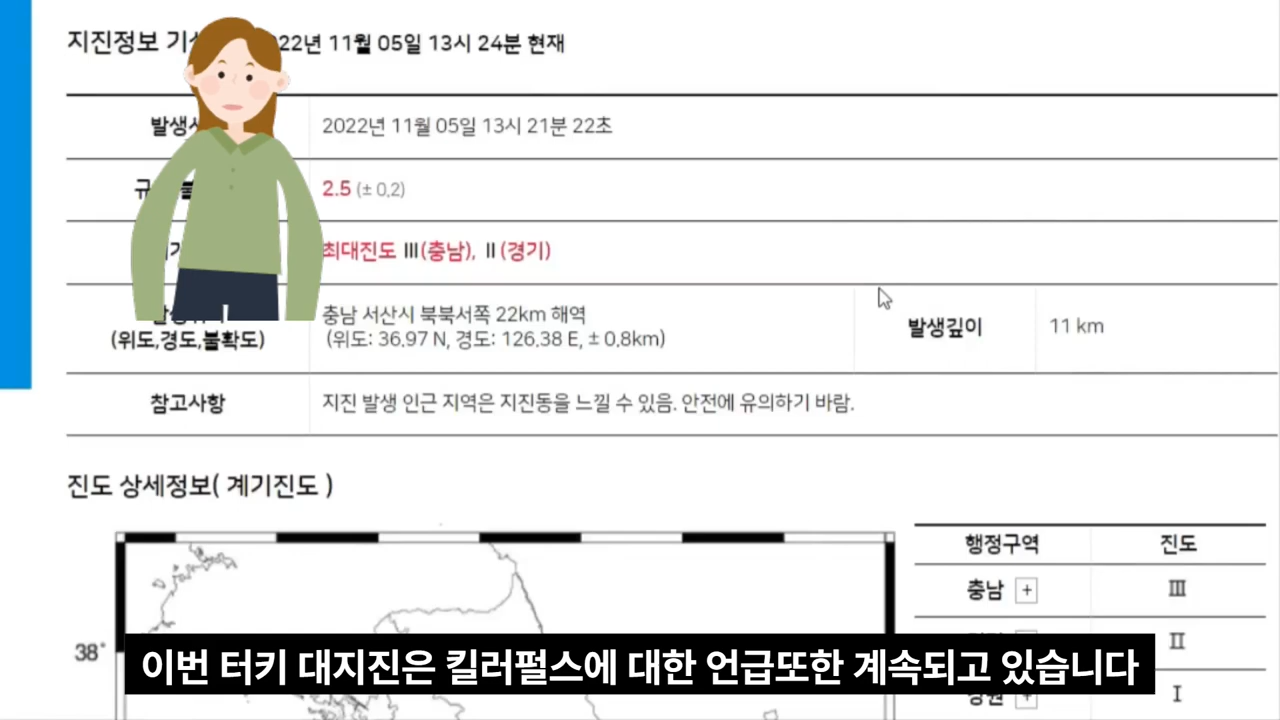 지진정보 22년 11월 05일 13시 24분 현재
2022년 11월 05일 13시 21분 22초
2.5 (± 0.2)
최대진도 Ⅲ(충남), Ⅱ(경기)
충남 서산시 북북서쪽 22km 해역
(위도,경도,불확도) (위도: 36.97 N, 경도: 126.38 E, ± 0.8km)
발생깊이 11 km
참고사항 지진 발생 인근 지역은 지진동을 느낄 수 있음. 안전에 유의하기 바람.
진도 상세정보( 계기진도 )
행정구역 진도
충남 + Ⅲ
Ⅱ
38°
강원 + Ⅰ
이번 터키 대지진은 킬러펄스에 대한 언급또한 계속되고 있습니다